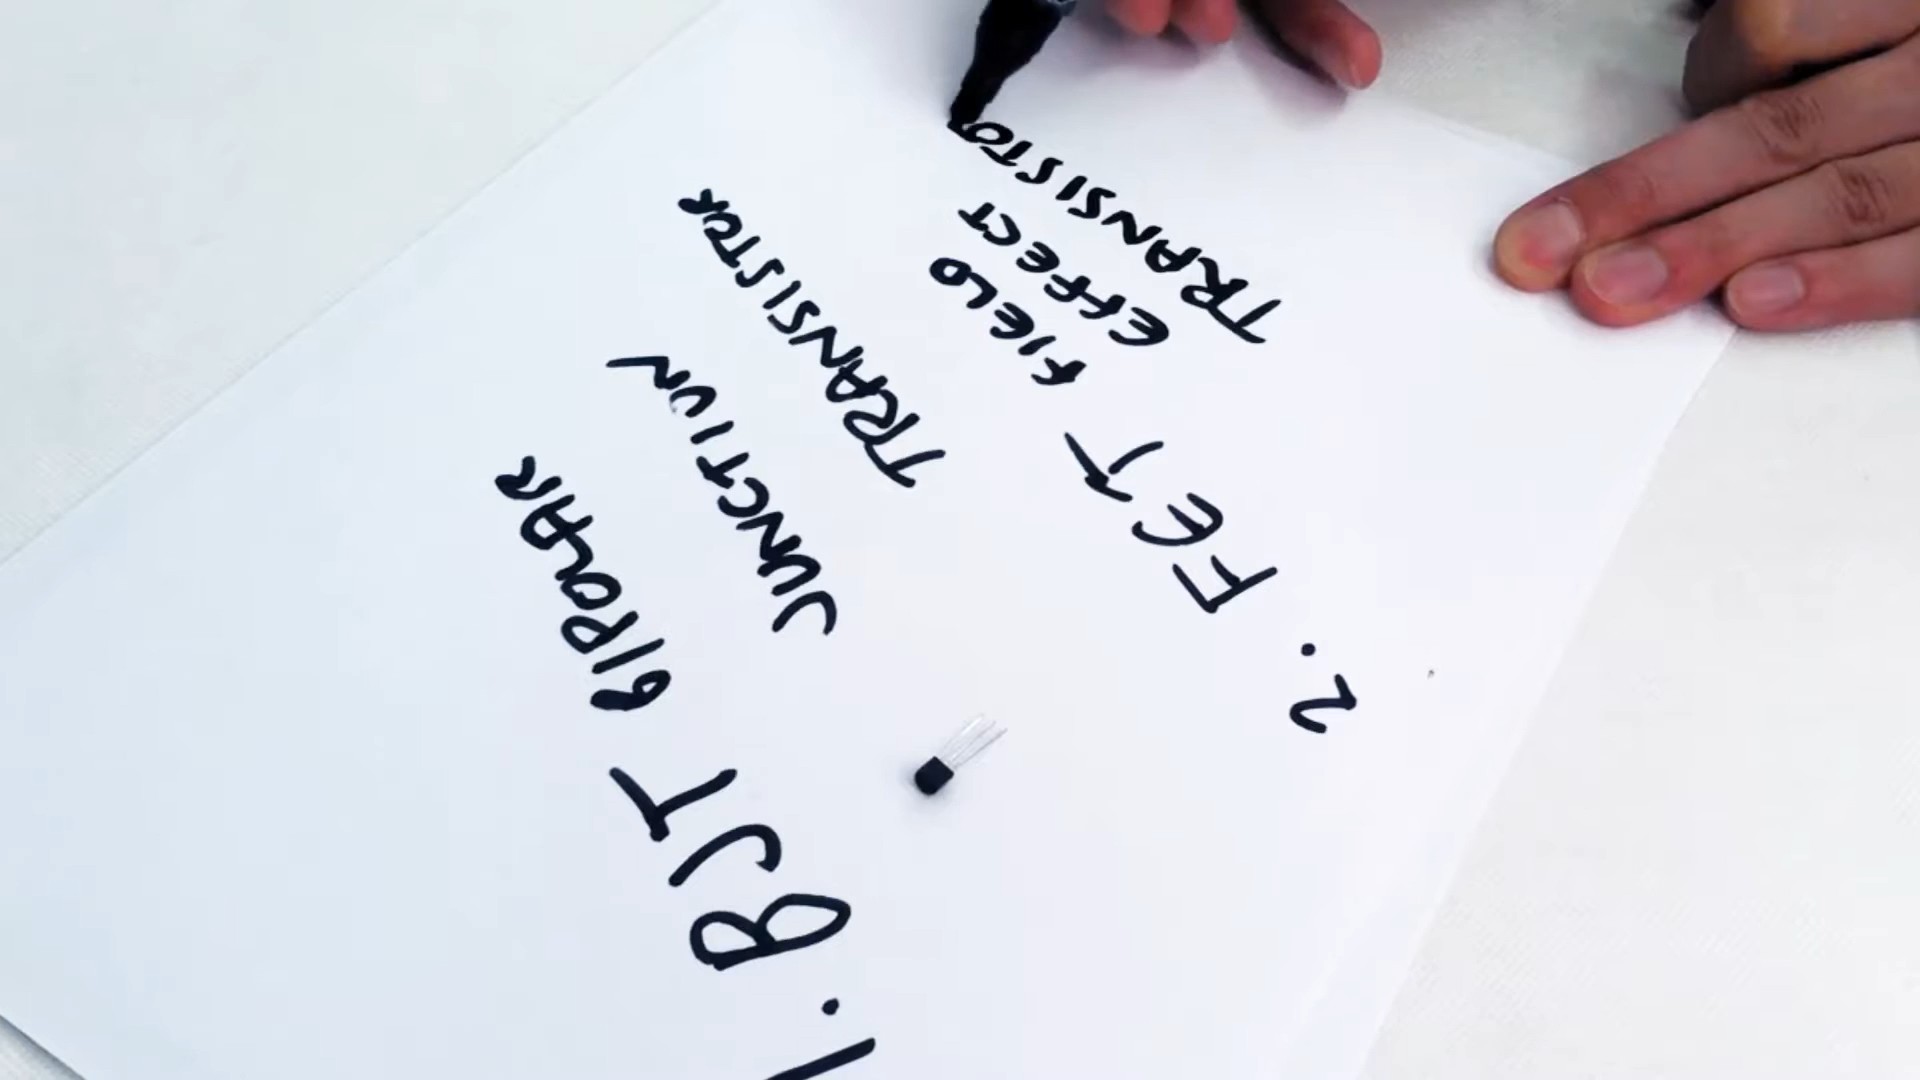 1. BJT BIPOLAR
JUNCTION
TRANSISTOR
2. FET FIELD
EFFECT
TRANSISTO